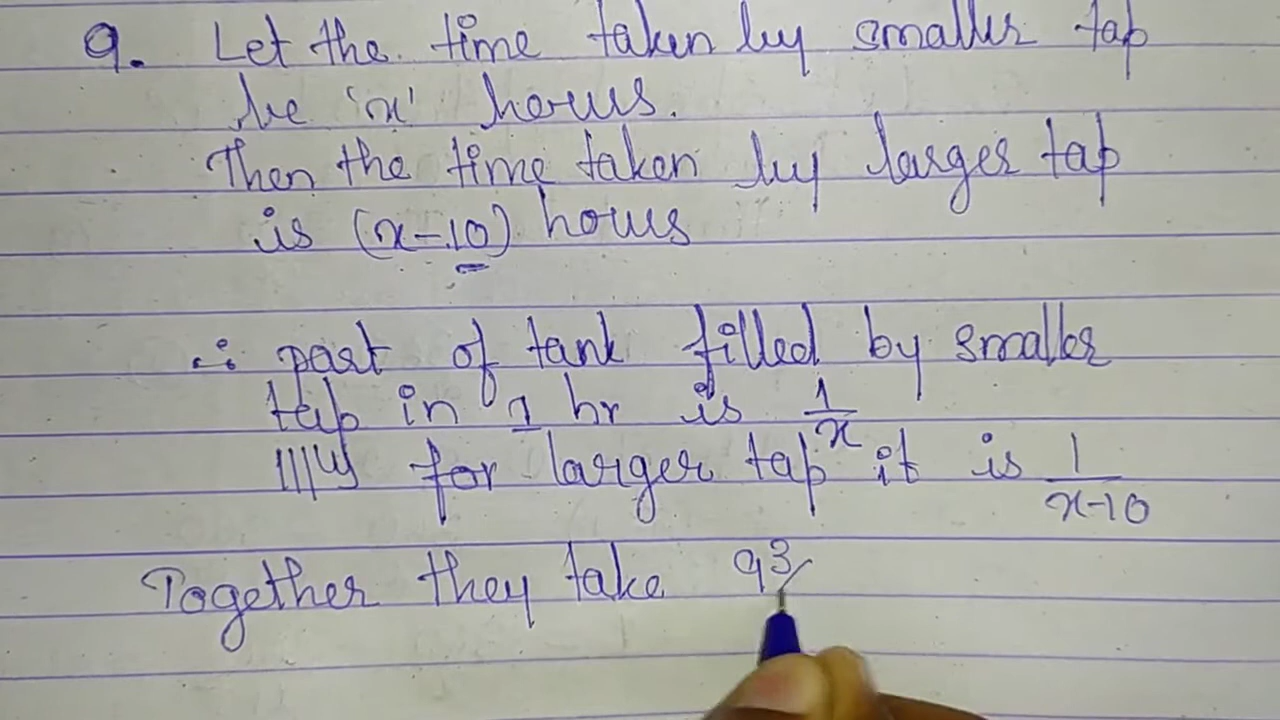 9. Let the time taken by smaller tap
be 'x' hours.
Then the time taken by larger tap
is (x-10) hours
∴ part of tank filled by smaller
tap in 1 hr is 1/x
|||ly for larger tap it is 1/x-10
Together they take 9 3/